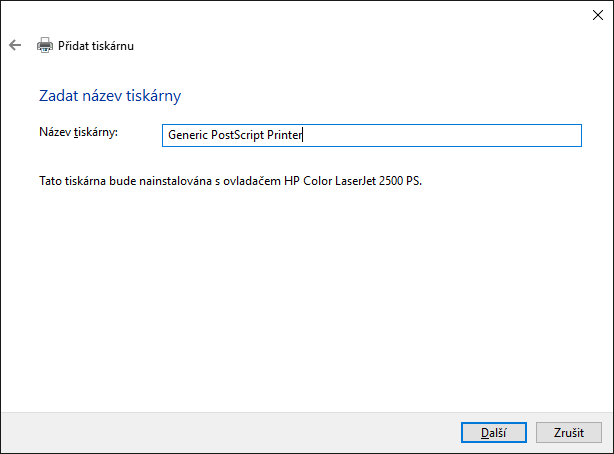 Přidat tiskárnu
Zadat název tiskárny
Název tiskárny: Generic PostScript Printer
Tato tiskárna bude nainstalována s ovladačem HP Color LaserJet 2500 PS.
Další Zrušit